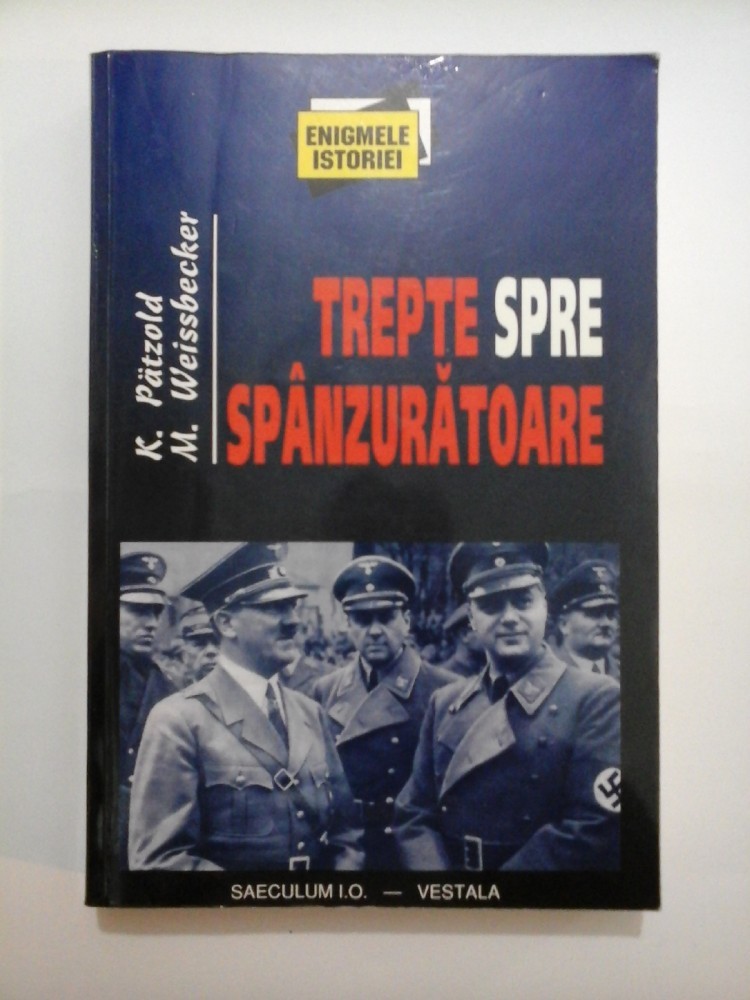 ENIGMELE
ISTORIEI
K. Pätzold
M. Weissbecker
TREPTE SPRE
SPÂNZURĂTOARE
SAECULUM I.O. — VESTALA